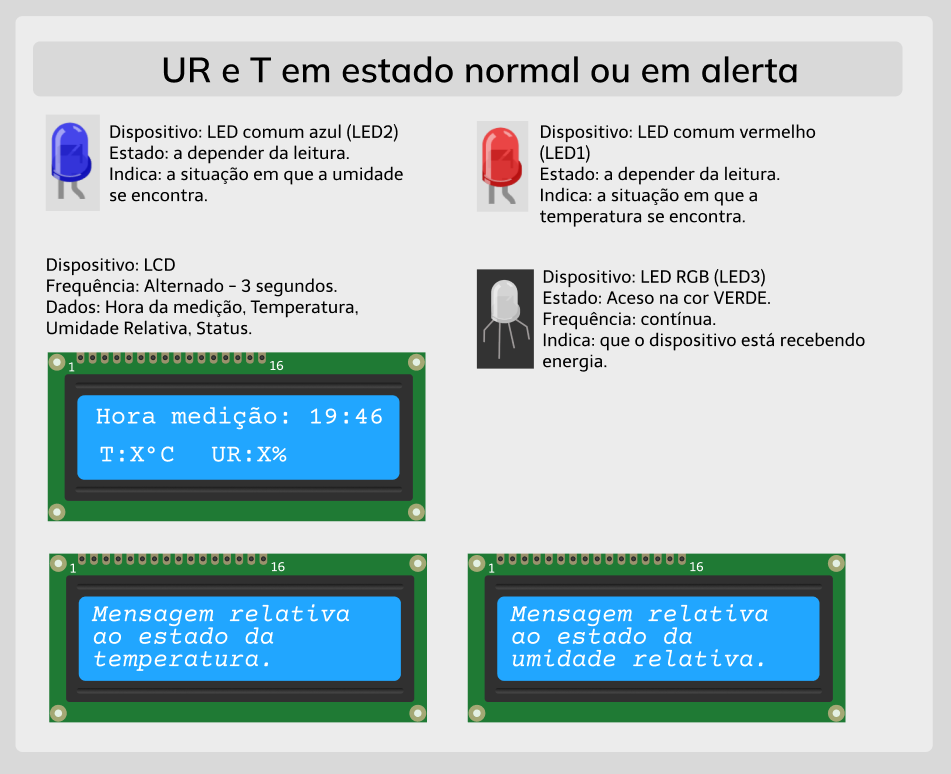 UR e T em estado normal ou em alerta
Dispositivo: LED comum azul (LED2)
Estado: a depender da leitura.
Indica: a situação em que a umidade
se encontra.
Dispositivo: LED comum vermelho
(LED1)
Estado: a depender da leitura.
Indica: a situação em que a
temperatura se encontra.
Dispositivo: LCD
Frequência: Alternado – 3 segundos.
Dados: Hora da medição, Temperatura,
Umidade Relativa, Status.
Dispositivo: LED RGB (LED3)
Estado: Aceso na cor VERDE.
Frequência: contínua.
Indica: que o dispositivo está recebendo
energia.
1 16
Hora medição: 19:46
T:X°C UR:X%
1 16
Mensagem relativa
ao estado da
temperatura.
1 16
Mensagem relativa
ao estado da
umidade relativa.